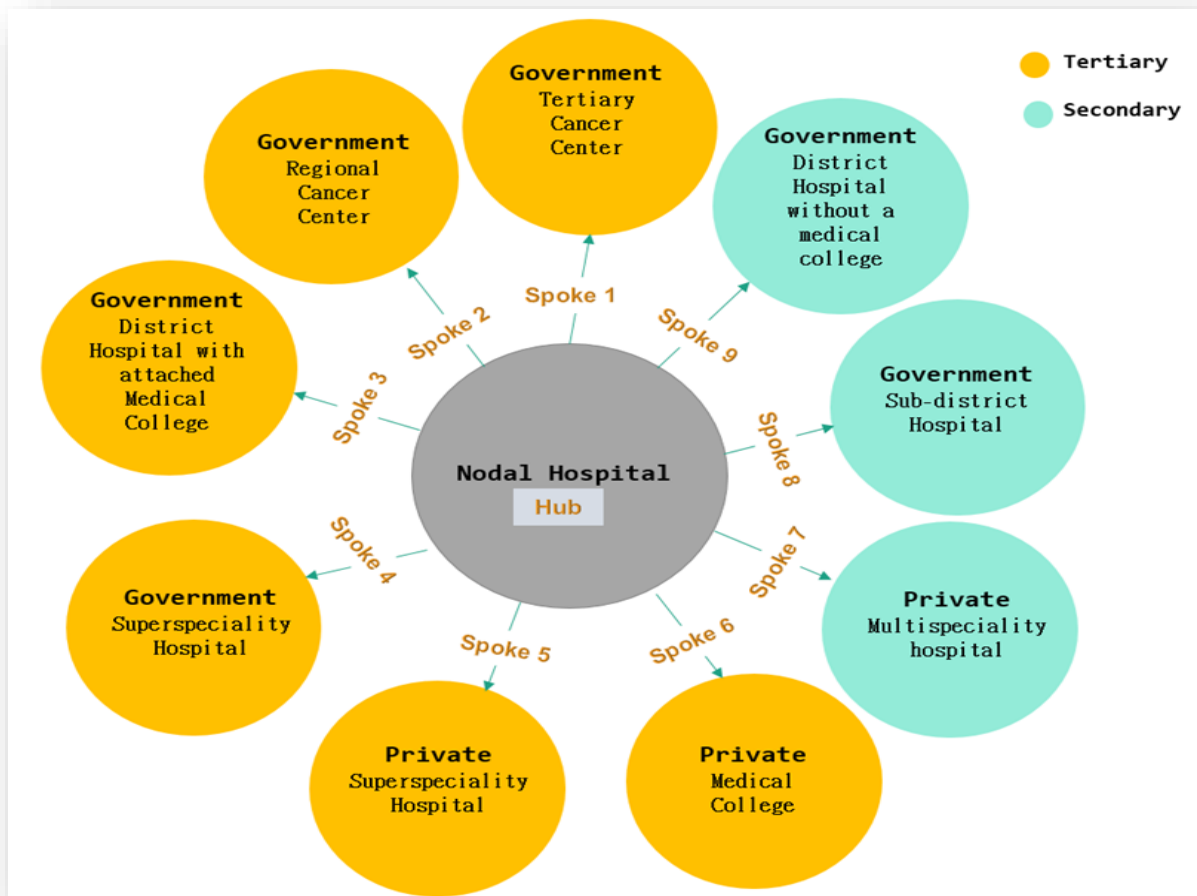 Tertiary
Secondary
Government
Tertiary
Cancer
Center
Government
Regional
Cancer
Center
Government
District
Hospital
without a
medical
college
Government
District
Hospital with
attached
Medical
College
Government
Sub-district
Hospital
Spoke 1
Spoke 2
Spoke 9
Spoke 3
Spoke 8
Nodal Hospital
Hub
Spoke 4
Spoke 7
Government
Superspeciality
Hospital
Private
Multispeciality
hospital
Spoke 5
Spoke 6
Private
Superspeciality
Hospital
Private
Medical
College